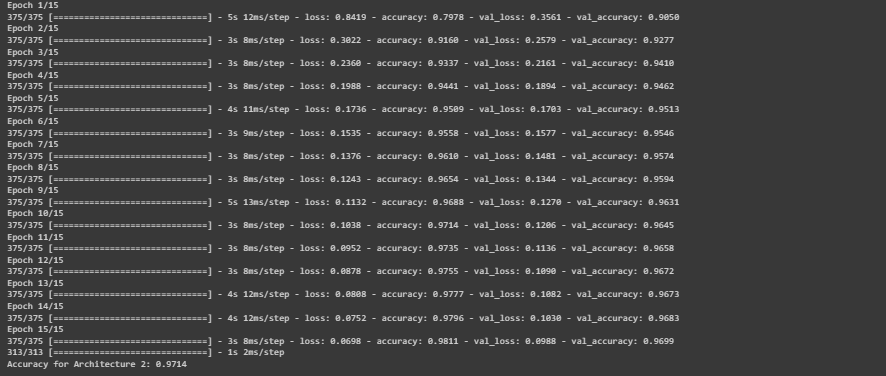 Epoch 1/15
375/375 [==============================] - 5s 12ms/step - loss: 0.8419 - accuracy: 0.7978 - val_loss: 0.3561 - val_accuracy: 0.9050
Epoch 2/15
375/375 [==============================] - 3s 8ms/step - loss: 0.3022 - accuracy: 0.9160 - val_loss: 0.2579 - val_accuracy: 0.9277
Epoch 3/15
375/375 [==============================] - 3s 8ms/step - loss: 0.2360 - accuracy: 0.9337 - val_loss: 0.2161 - val_accuracy: 0.9410
Epoch 4/15
375/375 [==============================] - 3s 8ms/step - loss: 0.1988 - accuracy: 0.9441 - val_loss: 0.1894 - val_accuracy: 0.9462
Epoch 5/15
375/375 [==============================] - 4s 11ms/step - loss: 0.1736 - accuracy: 0.9509 - val_loss: 0.1703 - val_accuracy: 0.9513
Epoch 6/15
375/375 [==============================] - 3s 9ms/step - loss: 0.1535 - accuracy: 0.9558 - val_loss: 0.1577 - val_accuracy: 0.9546
Epoch 7/15
375/375 [==============================] - 3s 8ms/step - loss: 0.1376 - accuracy: 0.9610 - val_loss: 0.1481 - val_accuracy: 0.9574
Epoch 8/15
375/375 [==============================] - 3s 8ms/step - loss: 0.1243 - accuracy: 0.9654 - val_loss: 0.1344 - val_accuracy: 0.9594
Epoch 9/15
375/375 [==============================] - 5s 13ms/step - loss: 0.1132 - accuracy: 0.9688 - val_loss: 0.1270 - val_accuracy: 0.9631
Epoch 10/15
375/375 [==============================] - 3s 8ms/step - loss: 0.1038 - accuracy: 0.9714 - val_loss: 0.1206 - val_accuracy: 0.9645
Epoch 11/15
375/375 [==============================] - 3s 8ms/step - loss: 0.0952 - accuracy: 0.9735 - val_loss: 0.1136 - val_accuracy: 0.9658
Epoch 12/15
375/375 [==============================] - 3s 8ms/step - loss: 0.0878 - accuracy: 0.9755 - val_loss: 0.1090 - val_accuracy: 0.9672
Epoch 13/15
375/375 [==============================] - 4s 12ms/step - loss: 0.0808 - accuracy: 0.9777 - val_loss: 0.1082 - val_accuracy: 0.9673
Epoch 14/15
375/375 [==============================] - 4s 12ms/step - loss: 0.0752 - accuracy: 0.9796 - val_loss: 0.1030 - val_accuracy: 0.9683
Epoch 15/15
375/375 [==============================] - 3s 8ms/step - loss: 0.0698 - accuracy: 0.9811 - val_loss: 0.0988 - val_accuracy: 0.9699
313/313 [==============================] - 1s 2ms/step
Accuracy for Architecture 2: 0.9714